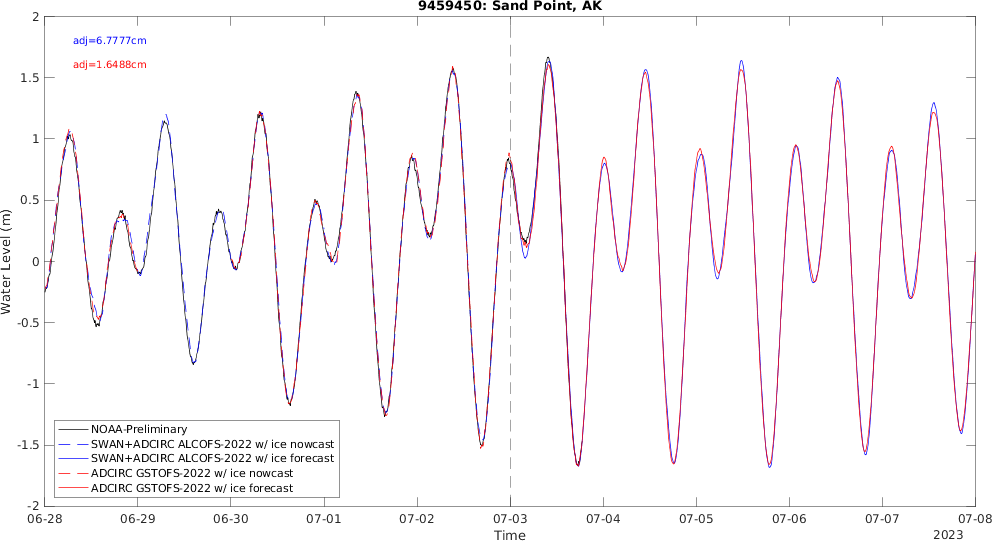 9459450: Sand Point, AK
2
1.5
1
0.5
0
-0.5
-1
-1.5
-2
Water Level (m)
adj=6.7777cm
adj=1.6488cm
NOAA-Preliminary
SWAN+ADCIRC ALCOFS-2022 w/ ice nowcast
SWAN+ADCIRC ALCOFS-2022 w/ ice forecast
ADCIRC GSTOFS-2022 w/ ice nowcast
ADCIRC GSTOFS-2022 w/ ice forecast
06-28 06-29 06-30 07-01 07-02 07-03 07-04 07-05 07-06 07-07 07-08
Time
2023